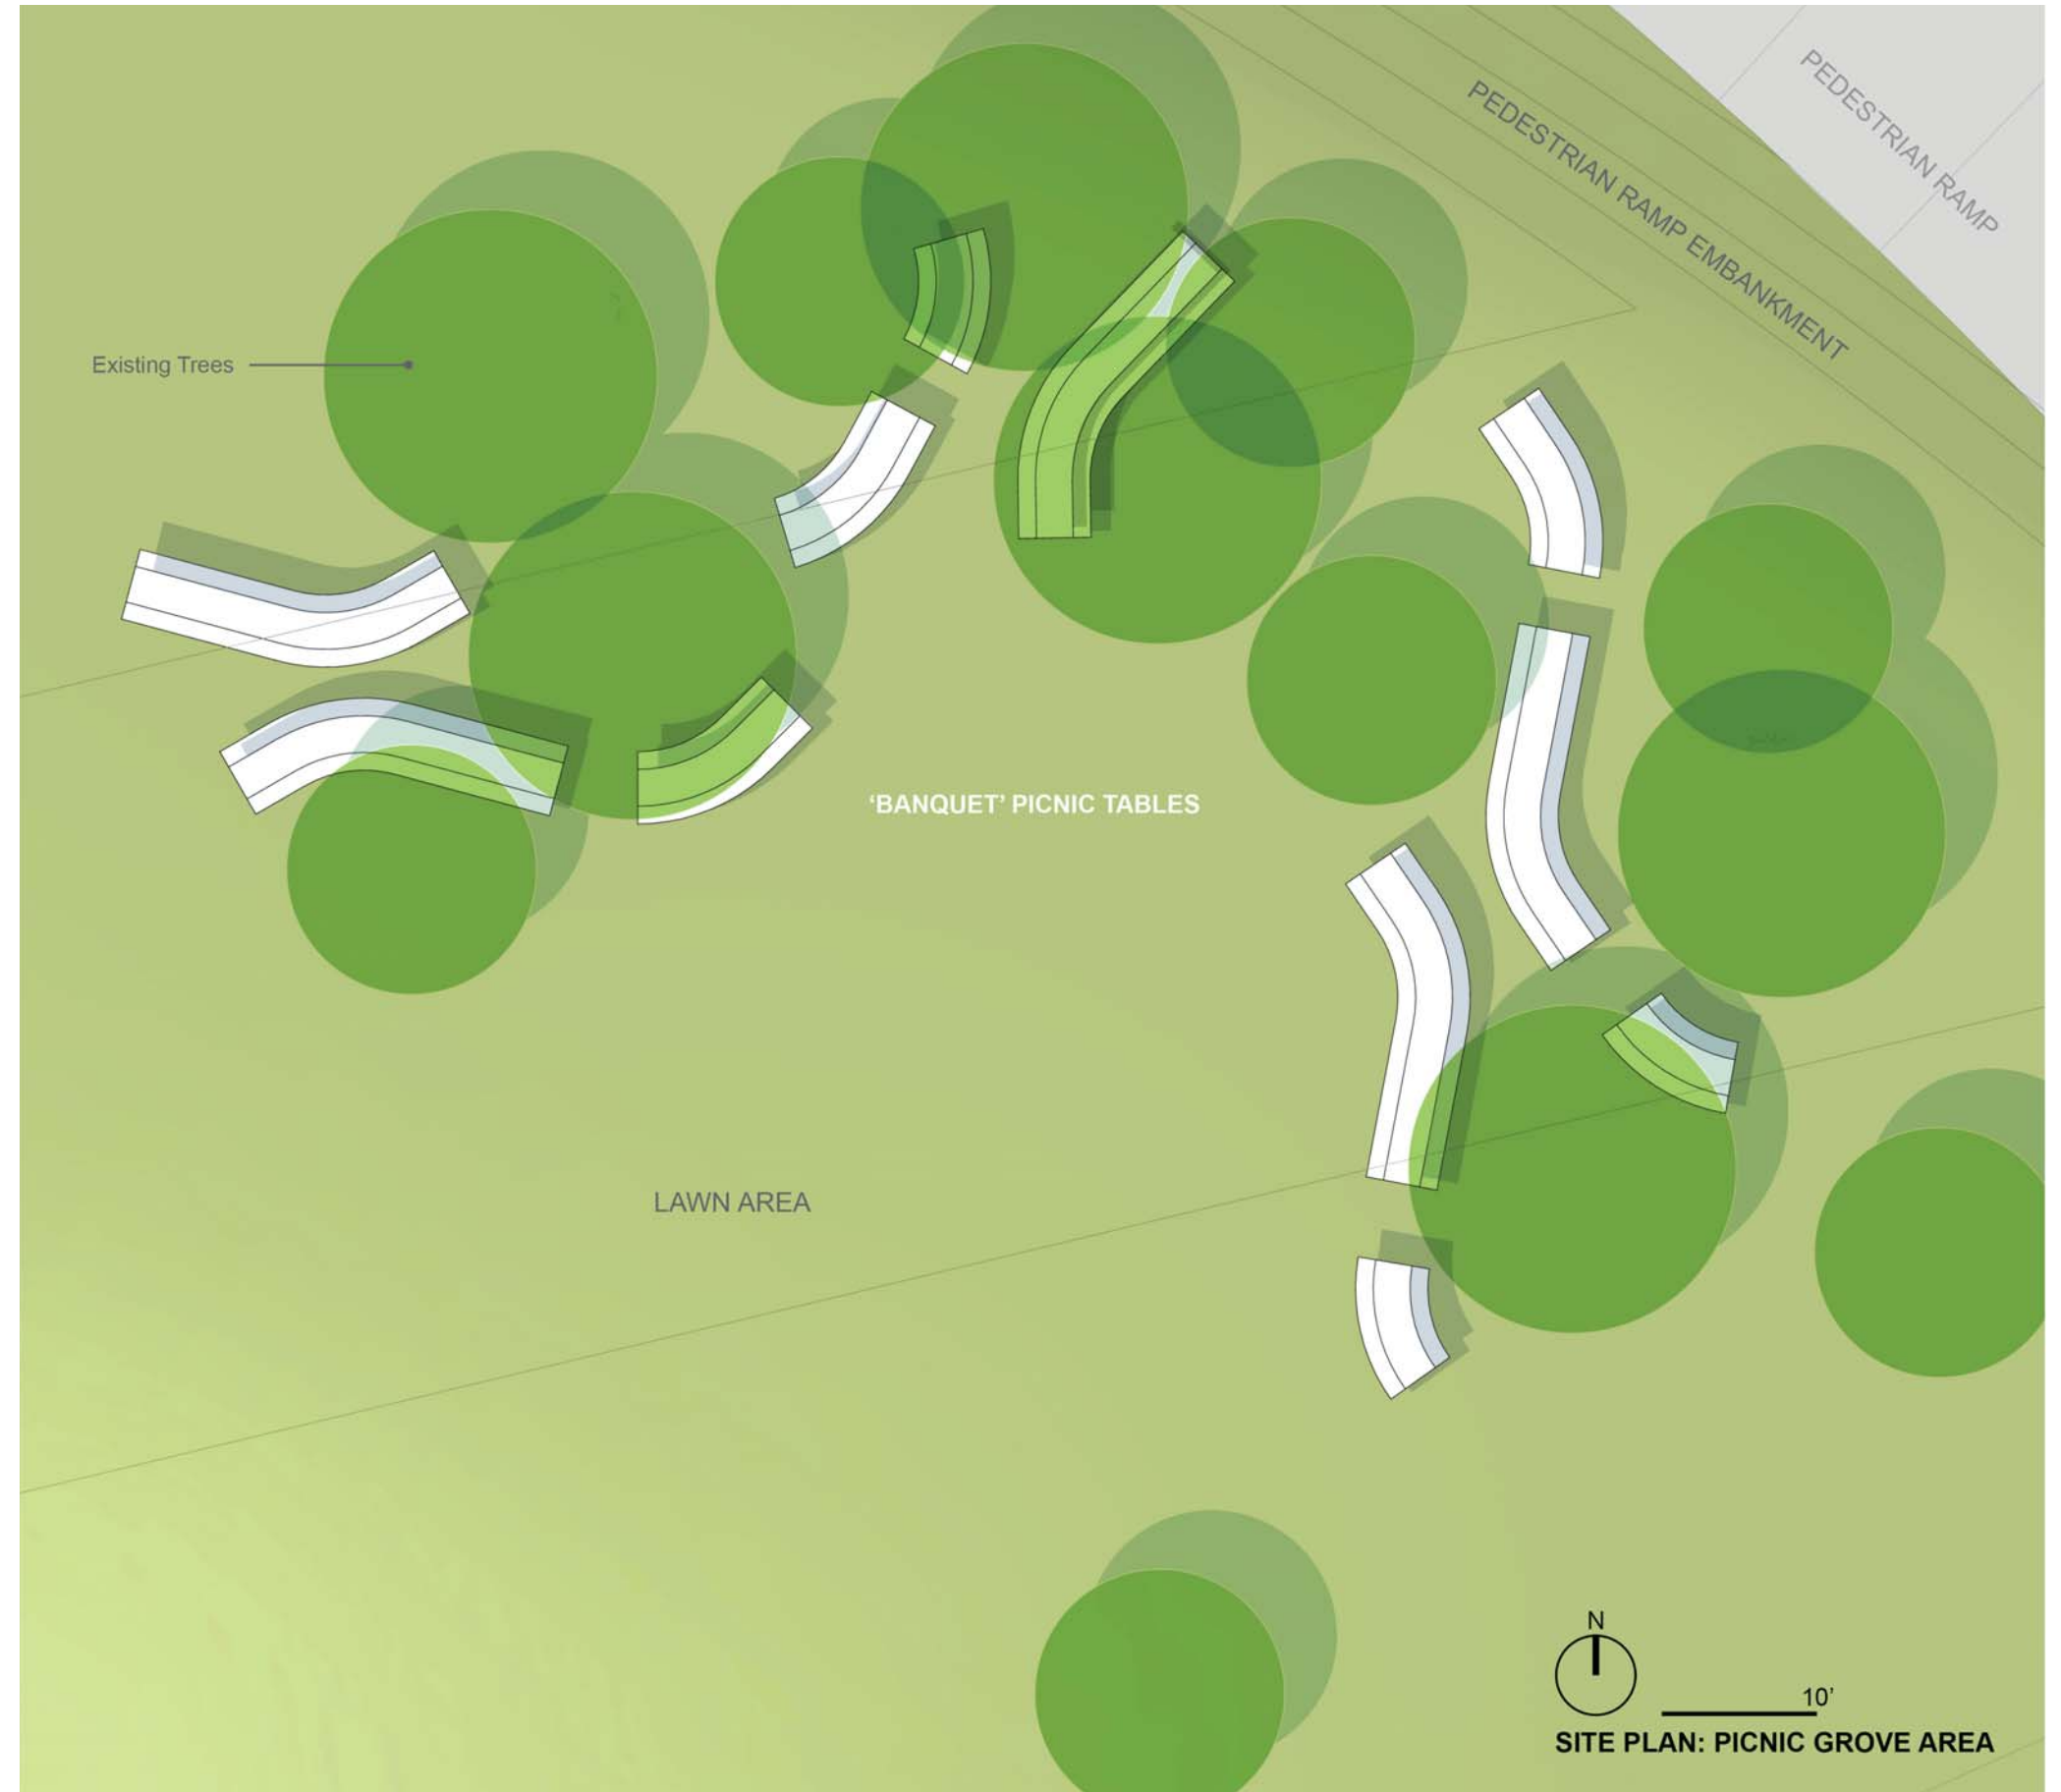 PEDESTRIAN RAMP
PEDESTRIAN RAMP EMBANKMENT
Existing Trees
‘BANQUET’ PICNIC TABLES
LAWN AREA
N
10’
SITE PLAN: PICNIC GROVE AREA